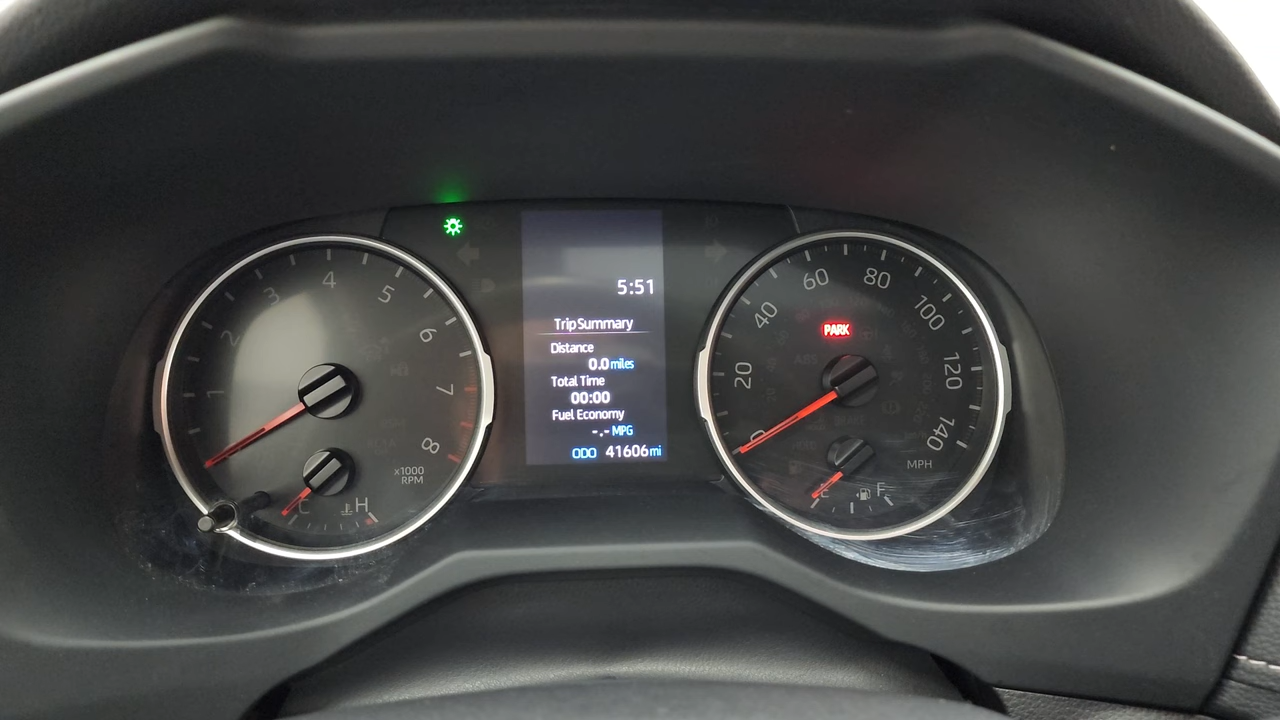 5:51
Trip Summary
Distance
0.0 miles
Total Time
00:00
Fuel Economy
-.- MPG
ODO 41606 mi
1 2 3 4 5 6 7 8
x1000
RPM
C H
0 20 40 60 80 100 120 140
PARK
MPH
E F